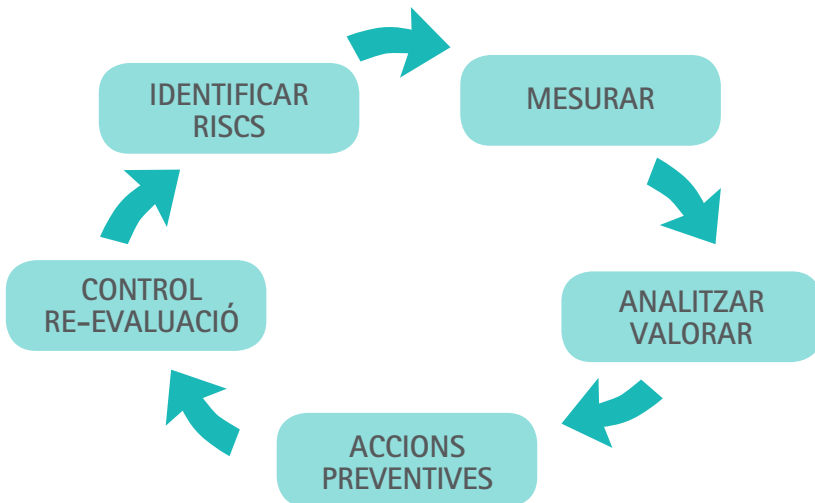 IDENTIFICAR
RISCS
MESURAR
ANALITZAR
VALORAR
ACCIONS
PREVENTIVES
CONTROL
RE-EVALUACIÓ